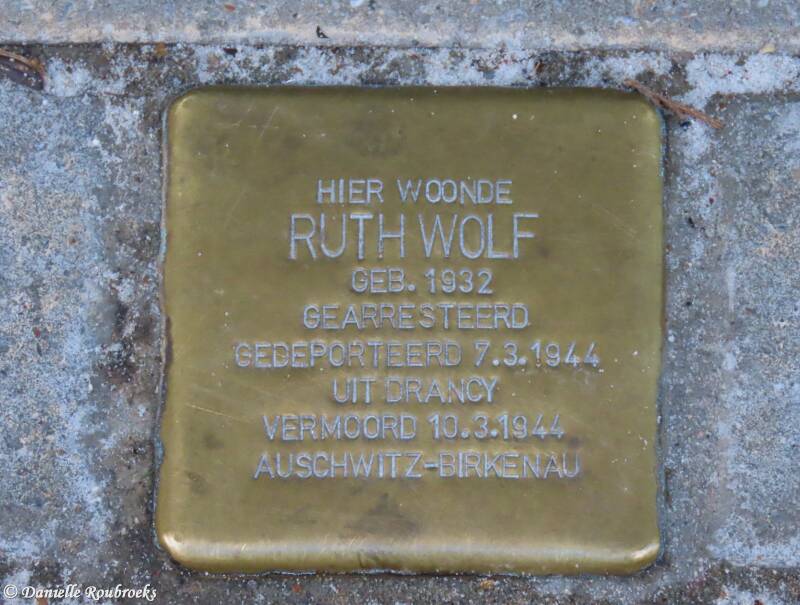 HIER WOONDE
RUTH WOLF
GEB. 1932
GEARRESTEERD
GEDEPORTEERD 7.3.1944
UIT DRANCY
VERMOORD 10.3.1944
AUSCHWITZ-BIRKENAU
© Danielle Roubroeks